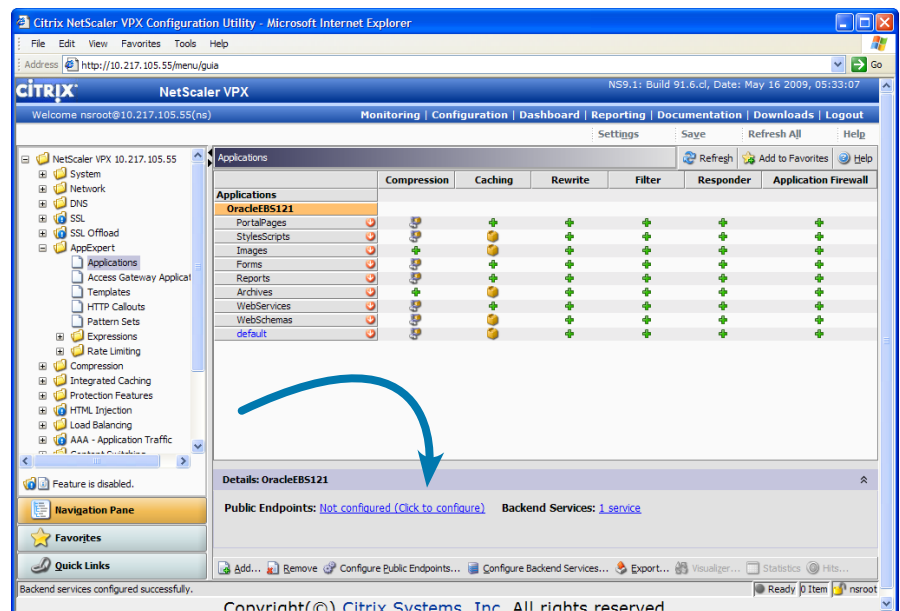 Citrix NetScaler VPX Configuration Utility - Microsoft Internet Explorer
File Edit View Favorites Tools Help
Address http://10.217.105.55/menu/guia Go
CITRIX NetScaler VPX NS9.1: Build 91.6.cl, Date: May 16 2009, 05:33:07
Welcome nsroot@10.217.105.55(ns) Monitoring | Configuration | Dashboard | Reporting | Documentation | Downloads | Logout
Settings Save Refresh All Help
NetScaler VPX 10.217.105.55
System
Network
DNS
SSL
SSL Offload
AppExpert
Applications
Access Gateway Applicat
Templates
HTTP Callouts
Pattern Sets
Expressions
Rate Limiting
Compression
Integrated Caching
Protection Features
HTML Injection
Load Balancing
AAA - Application Traffic
Content Switching
Feature is disabled.
Navigation Pane
Favorites
Quick Links
Applications Refresh Add to Favorites Help
Compression Caching Rewrite Filter Responder Application Firewall
Applications
OracleEBS121
PortalPages
StylesScripts
Images
Forms
Reports
Archives
WebServices
WebSchemas
default
Details: OracleEBS121
Public Endpoints: Not configured (Click to configure) Backend Services: 1 service
Add... Remove Configure Public Endpoints... Configure Backend Services... Export... Visualizer... Statistics Hits...
Backend services configured successfully. Ready 0 Item nsroot
Copyright(©) Citrix Systems, Inc. All rights reserved